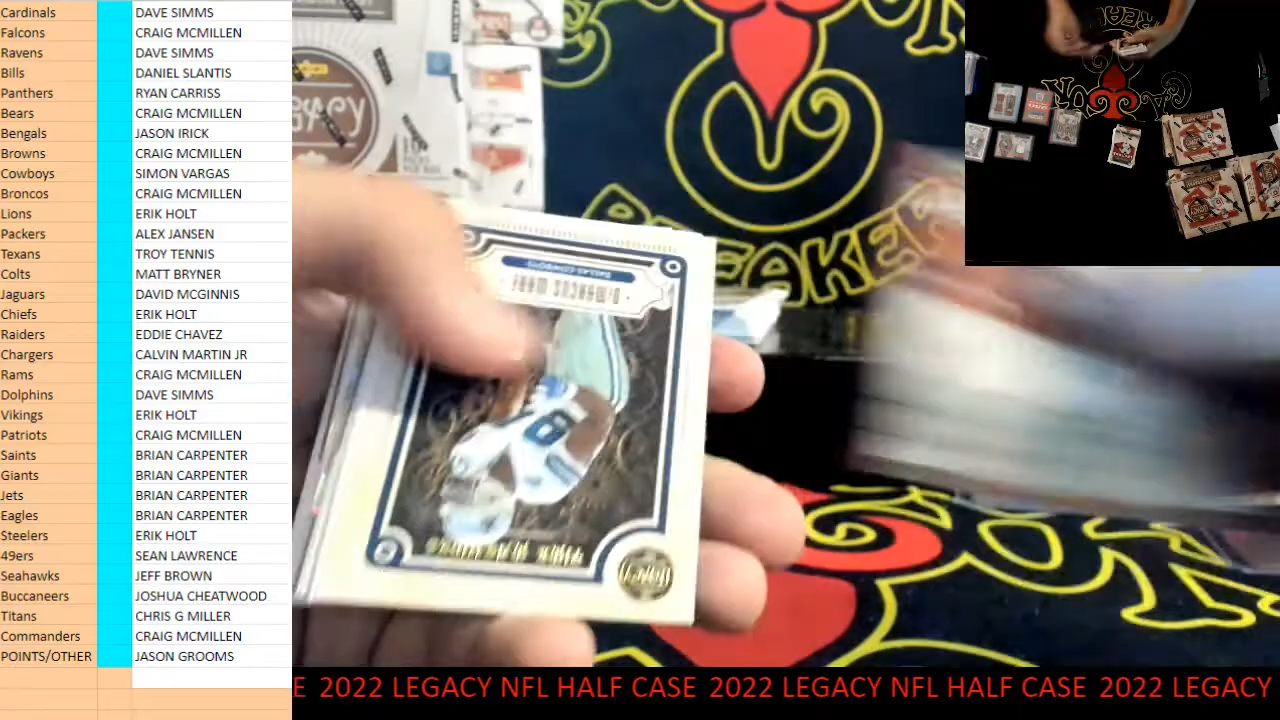 Cardinals DAVE SIMMS
Falcons CRAIG MCMILLEN
Ravens DAVE SIMMS
Bills DANIEL SLANTIS
Panthers RYAN CARRISS
Bears CRAIG MCMILLEN
Bengals JASON IRICK
Browns CRAIG MCMILLEN
Cowboys SIMON VARGAS
Broncos CRAIG MCMILLEN
Lions ERIK HOLT
Packers ALEX JANSEN
Texans TROY TENNIS
Colts MATT BRYNER
Jaguars DAVID MCGINNIS
Chiefs ERIK HOLT
Raiders EDDIE CHAVEZ
Chargers CALVIN MARTIN JR
Rams CRAIG MCMILLEN
Dolphins DAVE SIMMS
Vikings ERIK HOLT
Patriots CRAIG MCMILLEN
Saints BRIAN CARPENTER
Giants BRIAN CARPENTER
Jets BRIAN CARPENTER
Eagles BRIAN CARPENTER
Steelers ERIK HOLT
49ers SEAN LAWRENCE
Seahawks JEFF BROWN
Buccaneers JOSHUA CHEATWOOD
Titans CHRIS G MILLER
Commanders CRAIG MCMILLEN
POINTS/OTHER JASON GROOMS
DALLAS COWBOYS
DEMARCUS WARE
E 2022 LEGACY NFL HALF CASE 2022 LEGACY NFL HALF CASE 2022 LEGACY